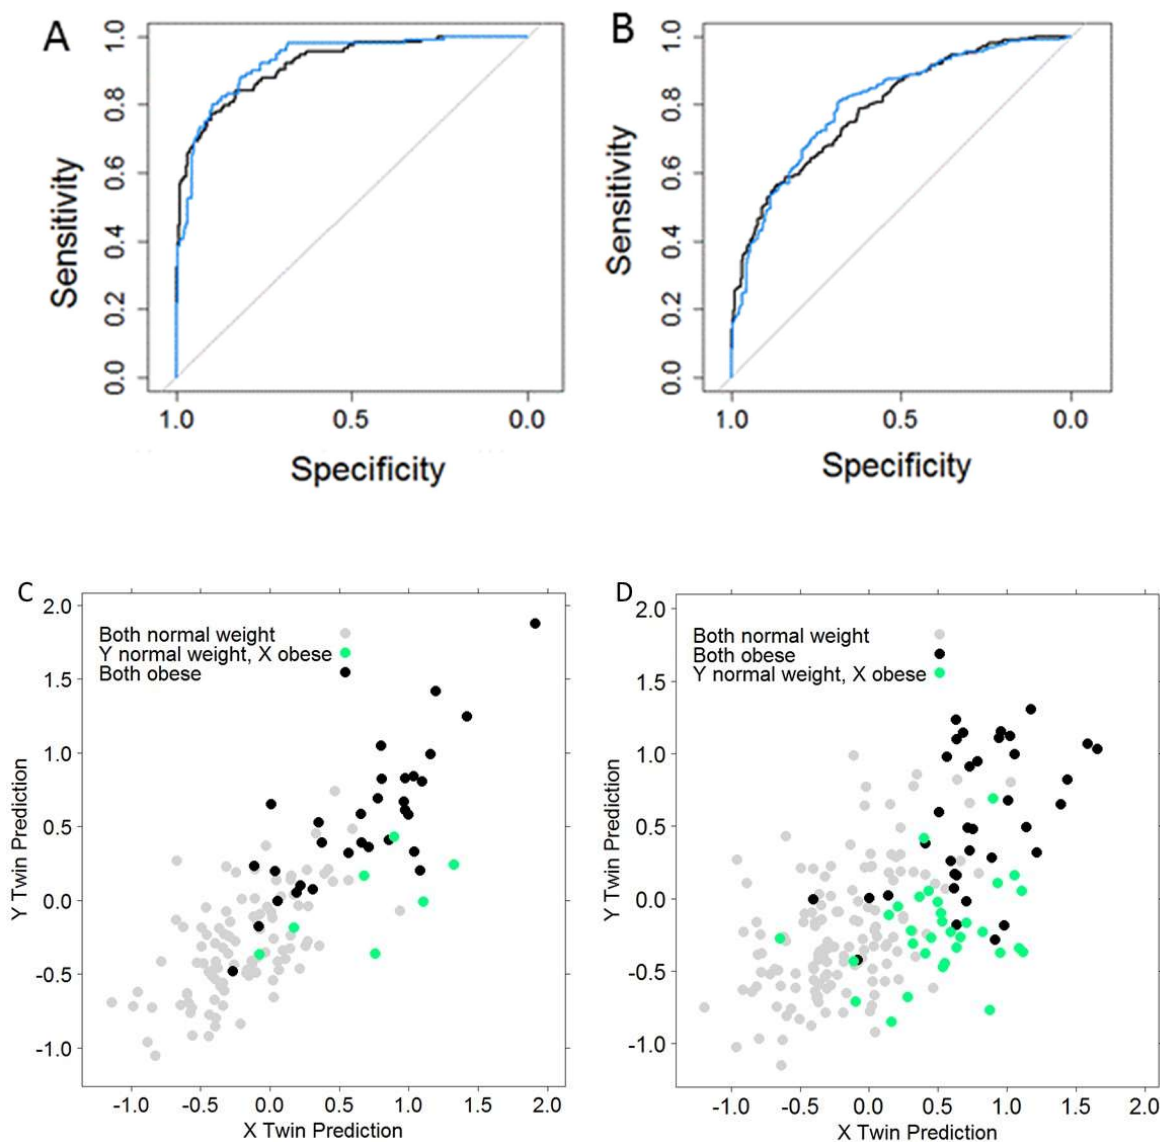 A
1.0
0.8
0.6
0.4
0.2
0.0
Sensitivity
1.0 0.5 0.0
Specificity
B
1.0
0.8
0.6
0.4
0.2
0.0
Sensitivity
1.0 0.5 0.0
Specificity
C
2.0
1.5
1.0
0.5
0.0
-0.5
-1.0
Y Twin Prediction
Both normal weight
Y normal weight, X obese
Both obese
-1.0 -0.5 0.0 0.5 1.0 1.5 2.0
X Twin Prediction
D
2.0
1.5
1.0
0.5
0.0
-0.5
-1.0
Y Twin Prediction
Both normal weight
Both obese
Y normal weight, X obese
-1.0 -0.5 0.0 0.5 1.0 1.5 2.0
X Twin Prediction